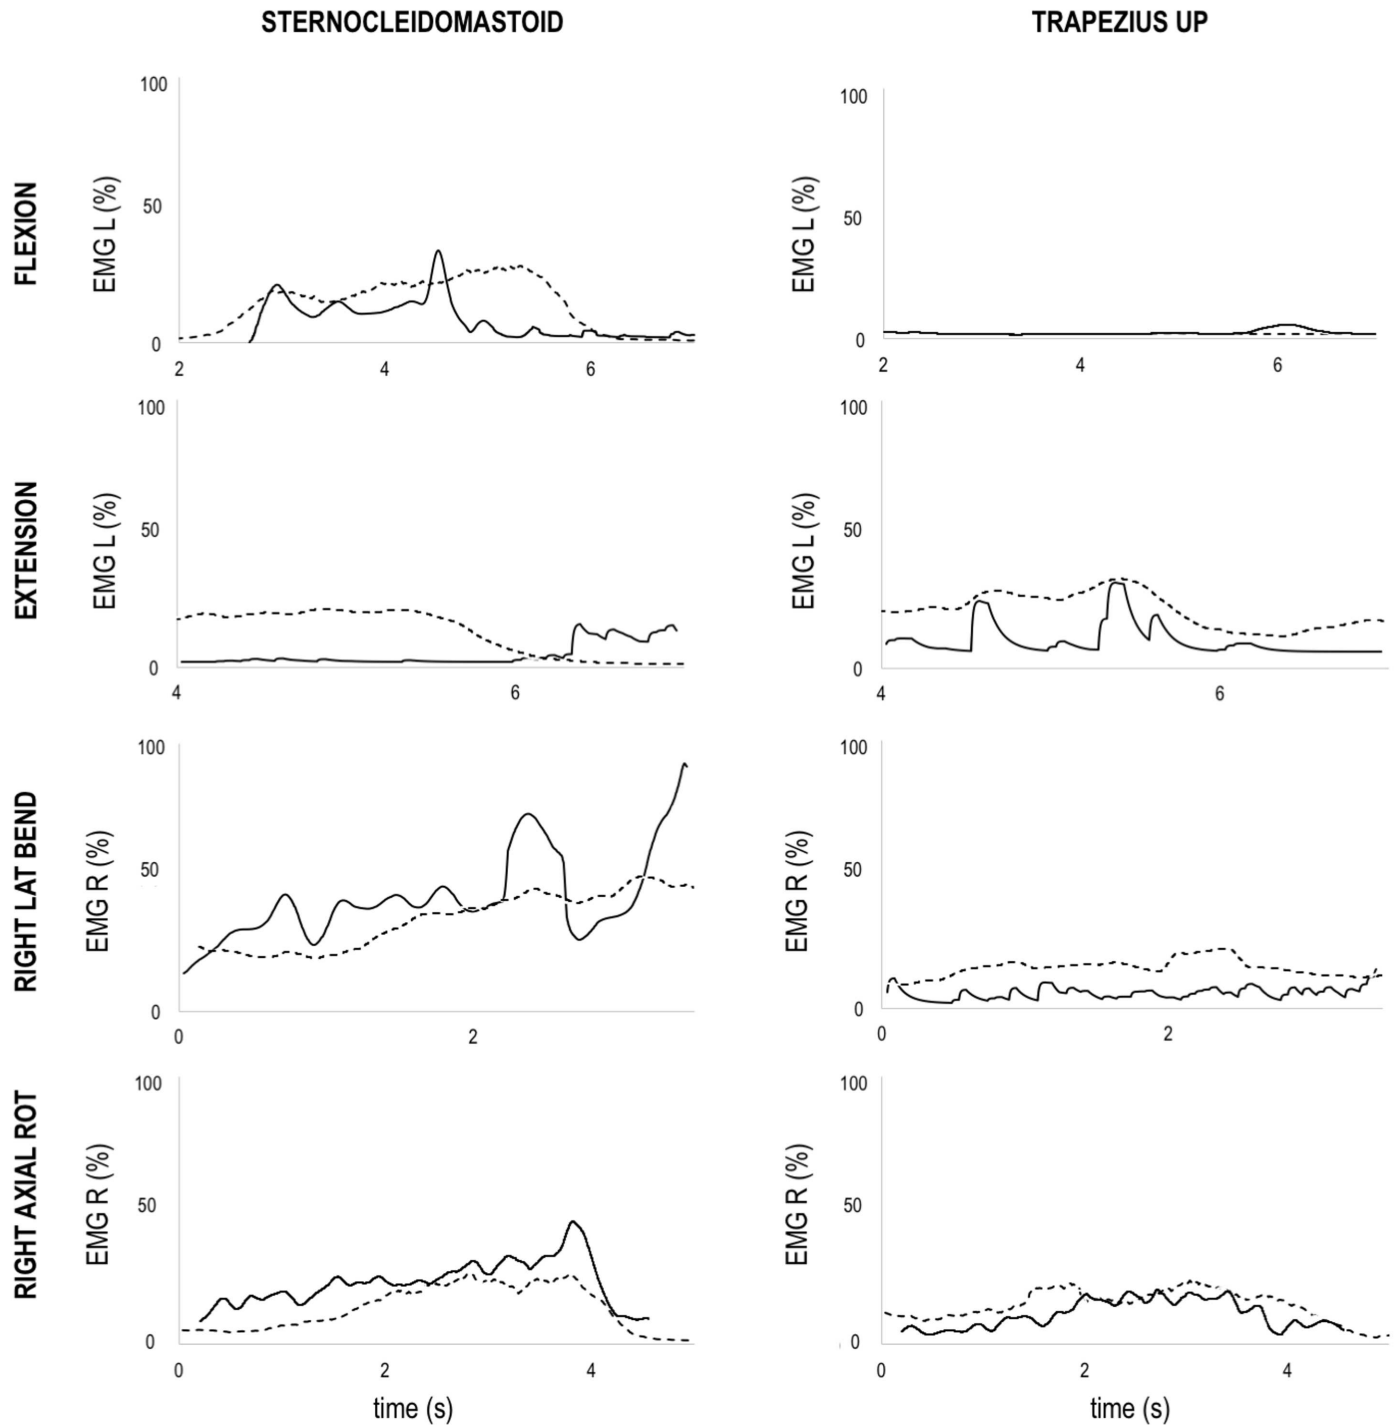 STERNOCLEIDOMASTOID
TRAPEZIUS UP
FLEXION
EMG L (%)
100
50
0
2
4
6
EMG L (%)
100
50
0
2
4
6
EXTENSION
EMG L (%)
100
50
0
4
6
EMG L (%)
100
50
0
4
6
RIGHT LAT BEND
EMG R (%)
100
50
0
0
2
EMG R (%)
100
50
0
0
2
RIGHT AXIAL ROT
EMG R (%)
100
50
0
0
2
4
time (s)
EMG R (%)
100
50
0
0
2
4
time (s)